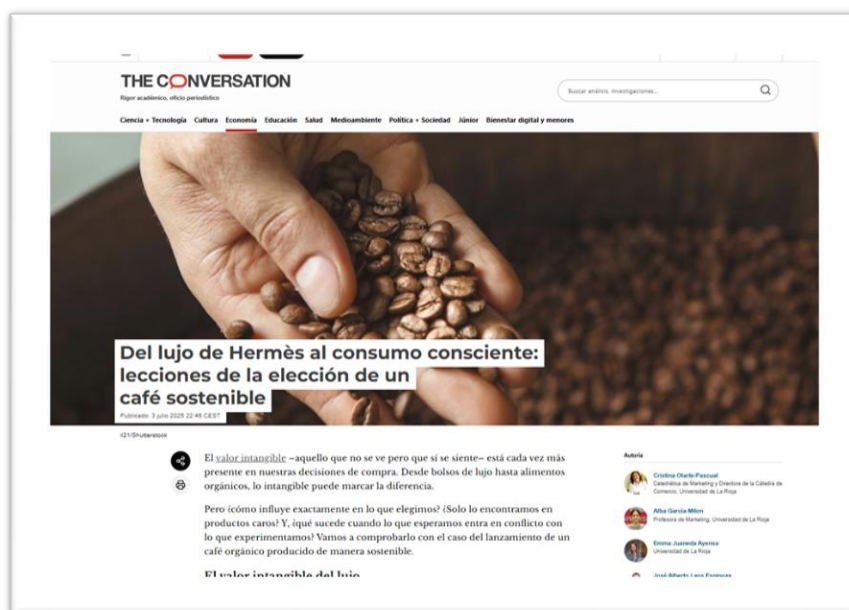 THE CONVERSATION
Rigor académico, oficio periodístico
Buscar análisis, investigaciones...
Ciencia + Tecnología Cultura Economía Educación Salud Medioambiente Política + Sociedad Júnior Bienestar digital y menores
Del lujo de Hermès al consumo consciente:
lecciones de la elección de un
café sostenible
Publicado: 3 julio 2025 22:46 CEST
El valor intangible –aquello que no se ve pero que sí se siente– está cada vez más
presente en nuestras decisiones de compra. Desde bolsos de lujo hasta alimentos
orgánicos, lo intangible puede marcar la diferencia.
Pero ¿cómo influye exactamente en lo que elegimos? ¿Solo lo encontramos en
productos caros? Y, ¿qué sucede cuando lo que esperamos entra en conflicto con
lo que experimentamos? Vamos a comprobarlo con el caso del lanzamiento de un
café orgánico producido de manera sostenible.
El valor intangible del lujo
Autoría
Cristina Olarte-Pascual
Catedrática de Marketing y Directora de la Cátedra de
Comercio, Universidad de La Rioja
Alba García-Milon
Profesora de Marketing, Universidad de La Rioja
Emma Juaneda Ayensa
Universidad de La Rioja